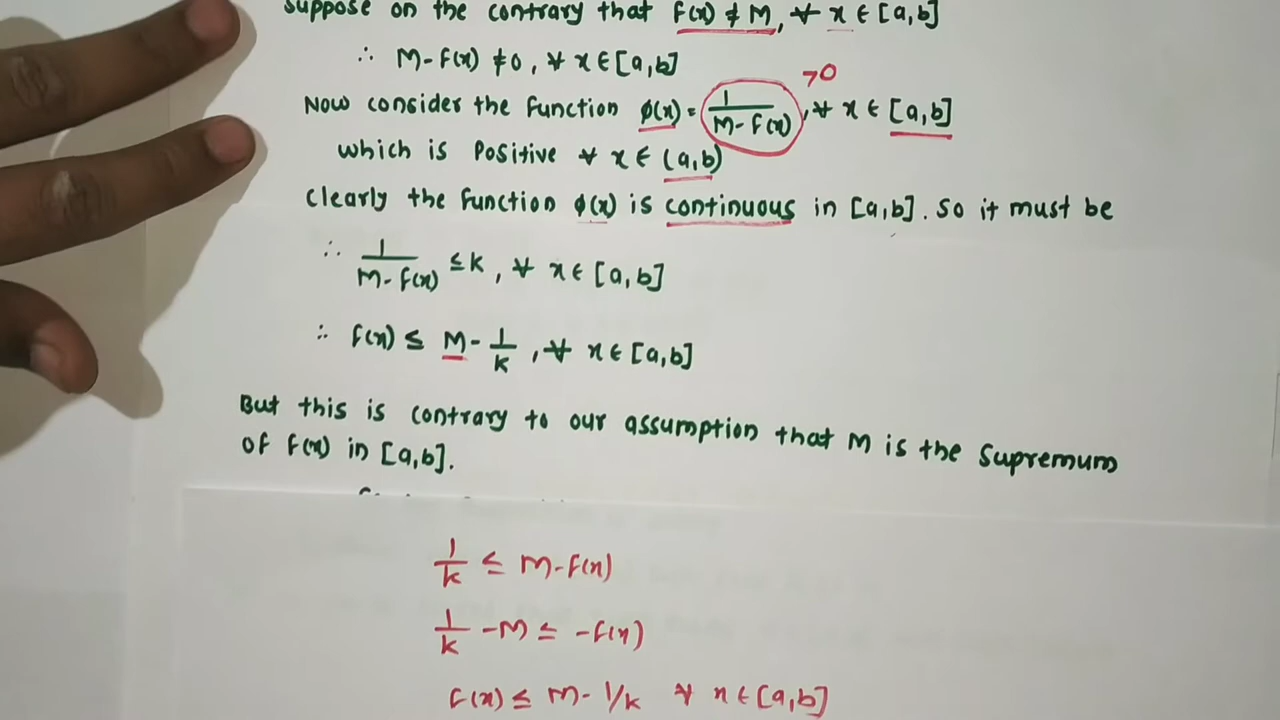 suppose on the contrary that f(x) ≠ M, ∀ x ∈ [a,b]
∴ M-f(x) ≠0, ∀ x∈[a,b]
>0
Now consider the function φ(x) = 1/(M-f(x)), ∀ x ∈ [a,b]
which is positive ∀ x ∈ (a,b)
clearly the function φ(x) is continuous in [a,b]. so it must be
∴ 1/(M-f(x)) ≤k, ∀ x∈ [a,b]
∴ f(x) ≤ M - 1/k, ∀ x∈[a,b]
But this is contrary to our assumption that M is the supremum
of f(x) in [a,b].
1/k ≤ M-f(x)
1/k -M ≤ -f(x)
f(x) ≤ M- 1/k ∀ x∈[a,b]